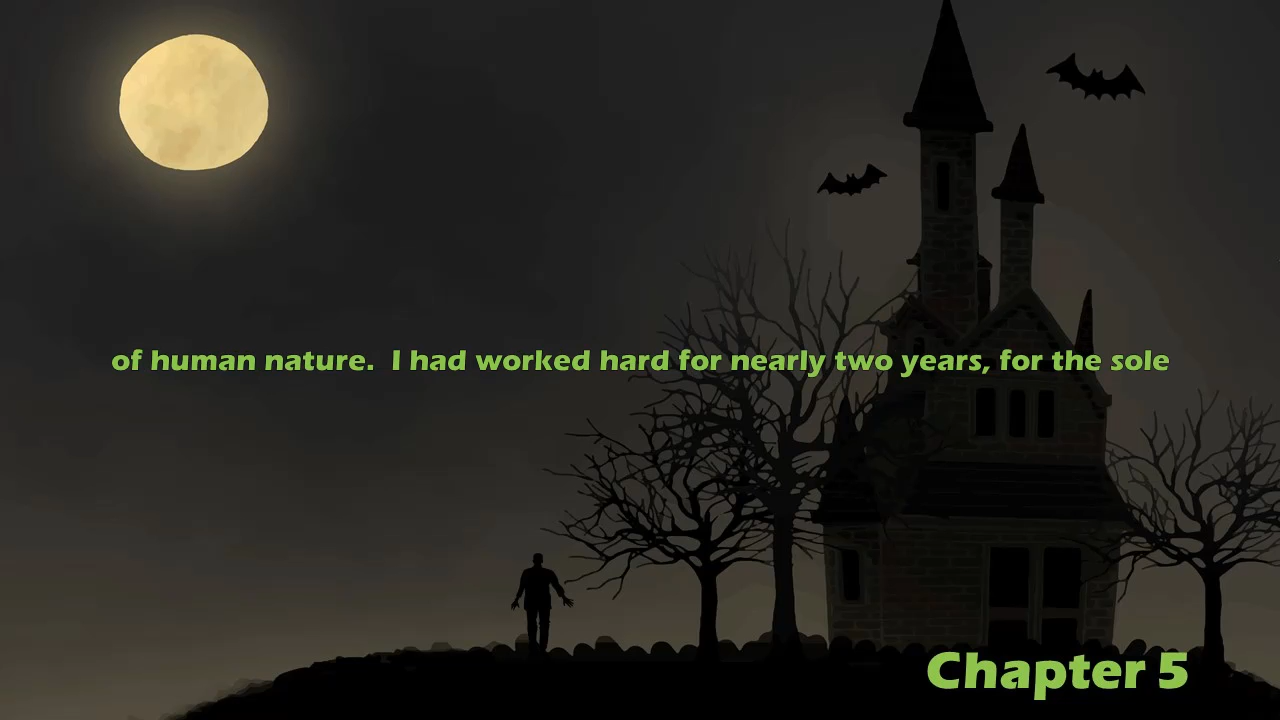 of human nature.  I had worked hard for nearly two years, for the sole
Chapter 5